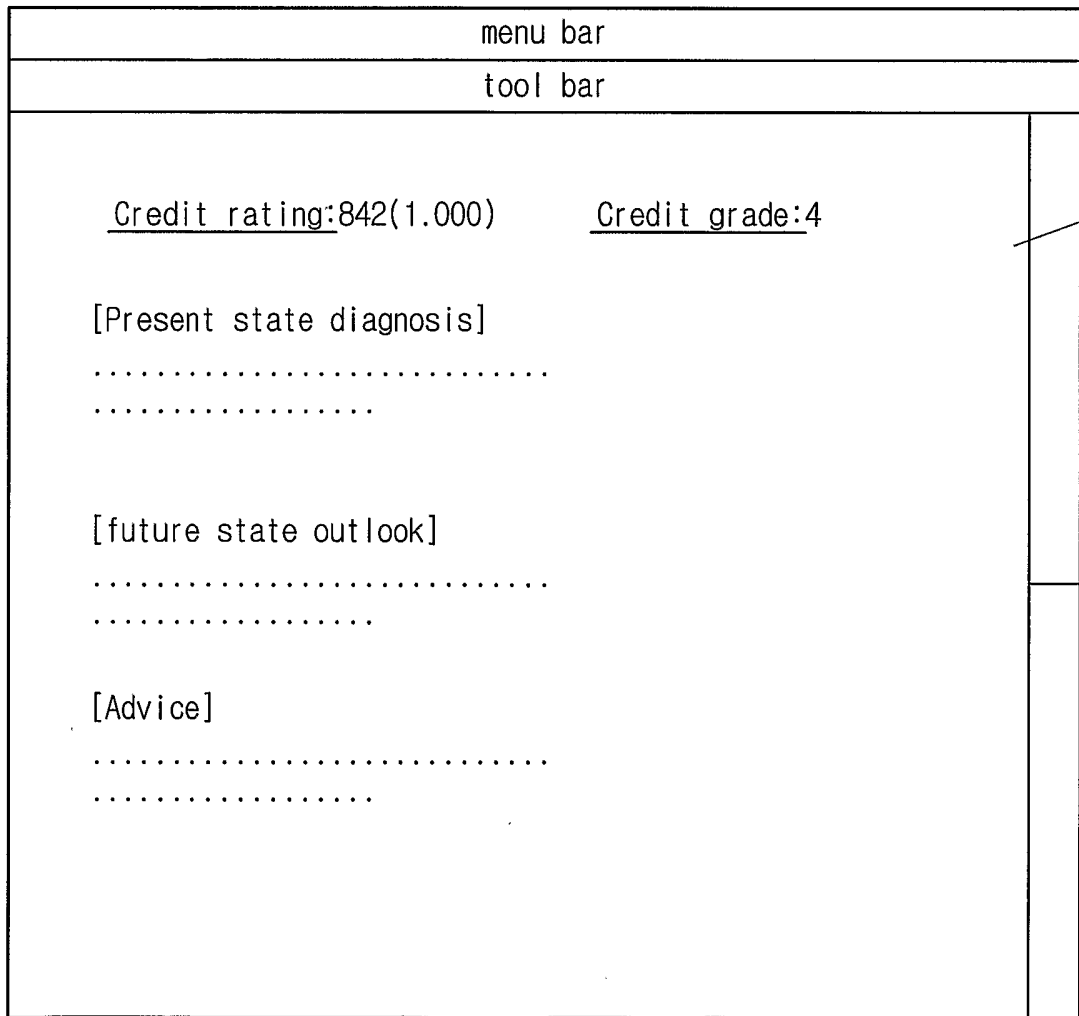 menu bar
tool bar
Credit rating:842(1.000) Credit grade:4
[Present state diagnosis]
.............................
..................
[future state outlook]
.............................
..................
[Advice]
.............................
..................